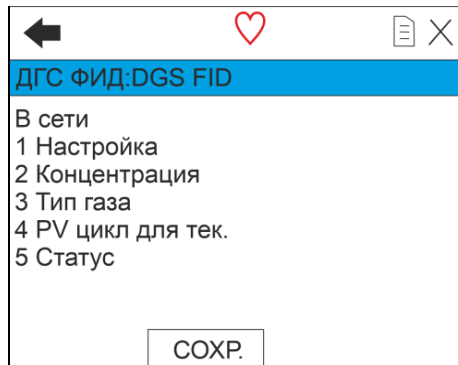 ДГС ФИД:DGS FID
В сети
1 Настройка
2 Концентрация
3 Тип газа
4 PV цикл для тек.
5 Статус
СОХР.